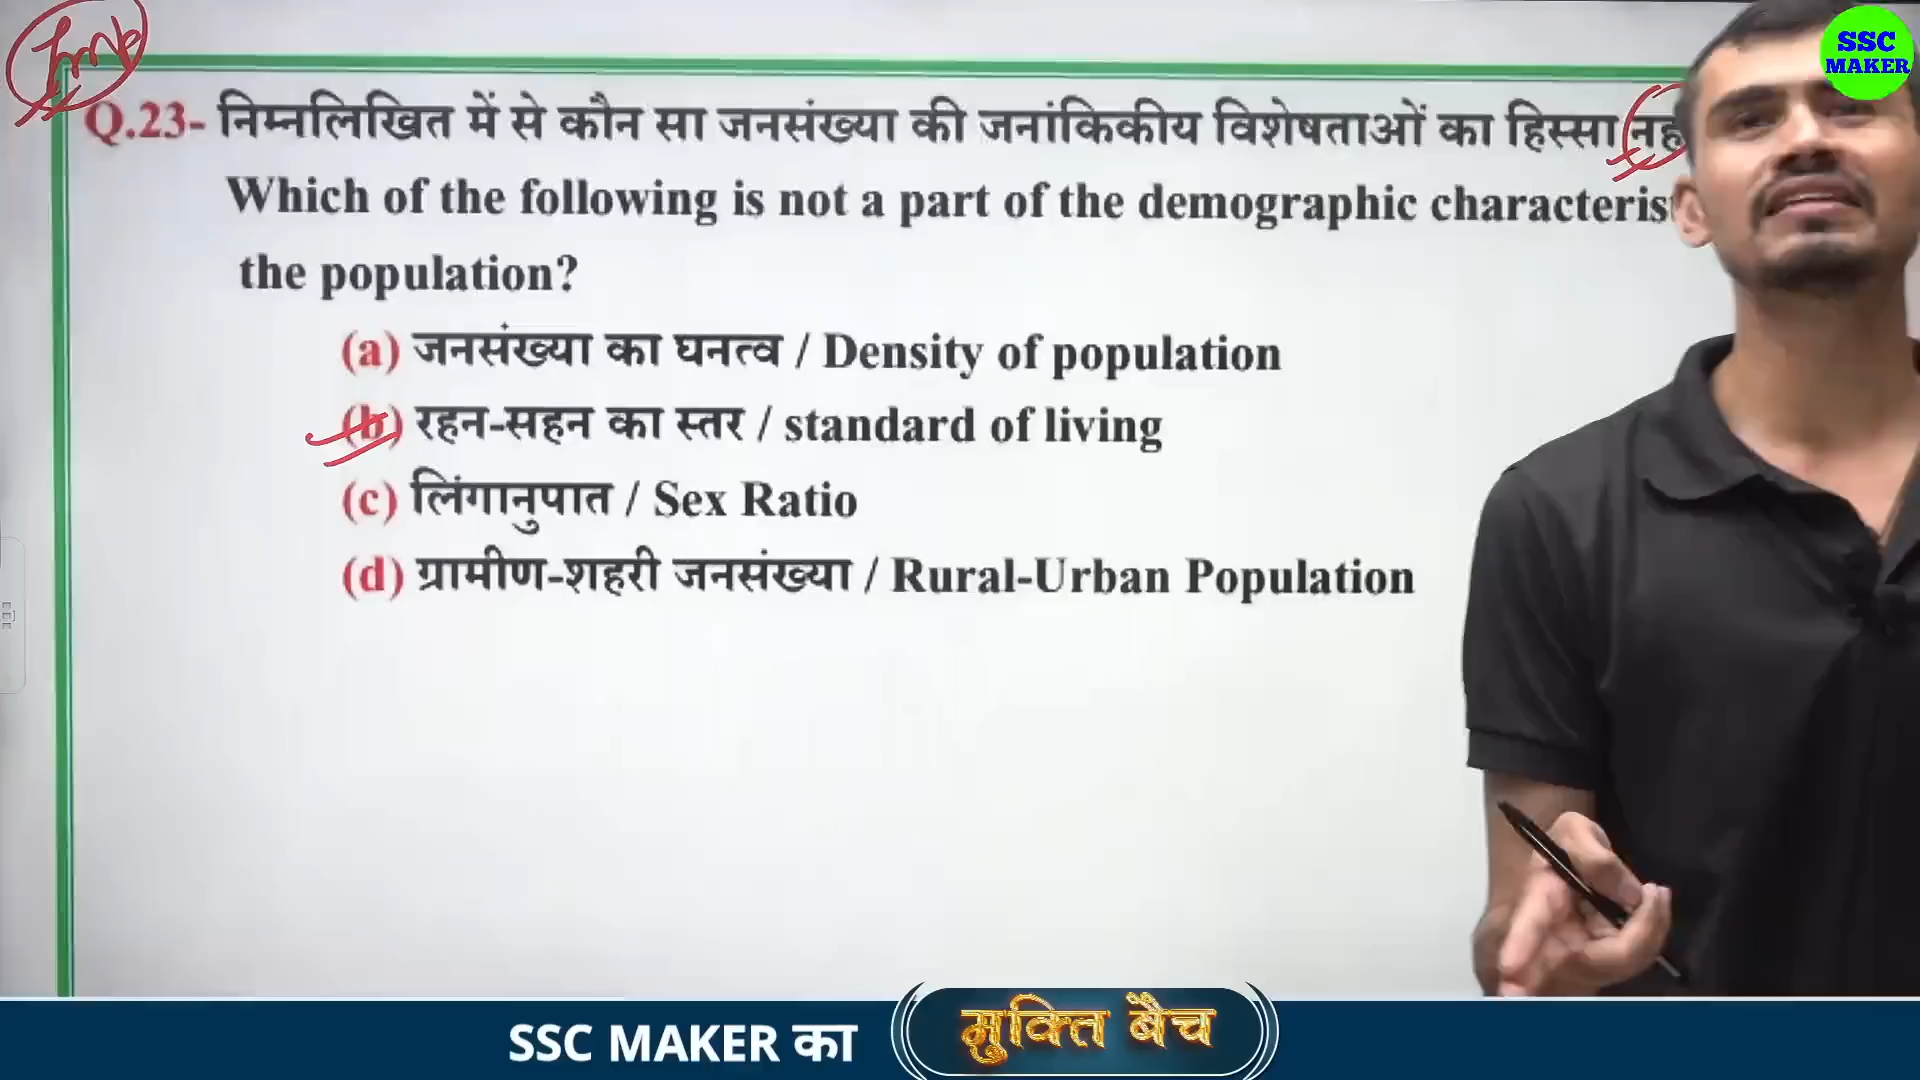 SSC
MAKER
Imp
Q.23- निम्नलिखित में से कौन सा जनसंख्या की जनांकिकीय विशेषताओं का हिस्सा
Which of the following is not a part of the demographic
the population?
(a) जनसंख्या का घनत्व / Density of population
(b) रहन-सहन का स्तर / standard of living
(c) लिंगानुपात / Sex Ratio
(d) ग्रामीण-शहरी जनसंख्या / Rural-Urban Population
SSC MAKER का मुक्ति बैच